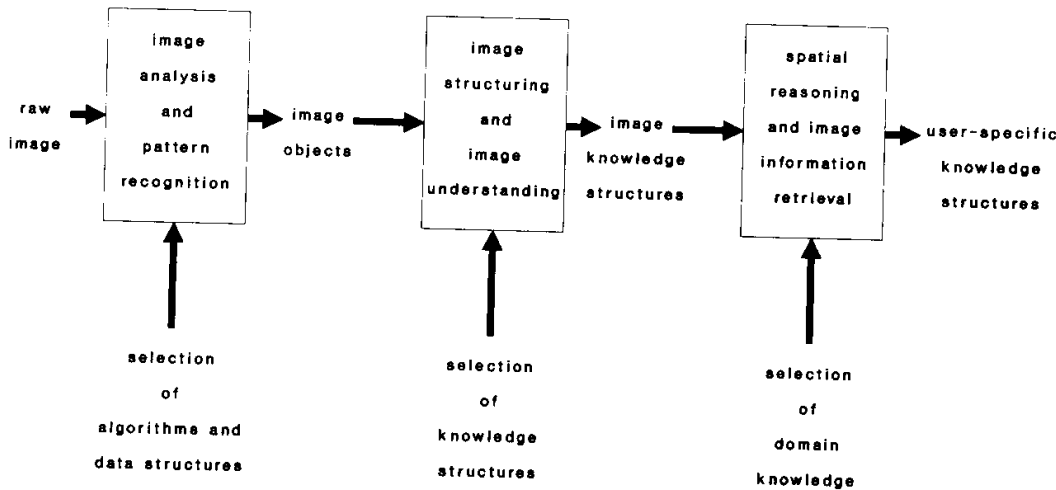 raw
image
image
analysis
and
pattern
recognition
image
objects
image
structuring
and
image
understanding
image
knowledge
structures
spatial
reasoning
and image
information
retrieval
user-specific
knowledge
structures
selection
of
algorithms and
data structures
selection
of
knowledge
structures
selection
of
domain
knowledge